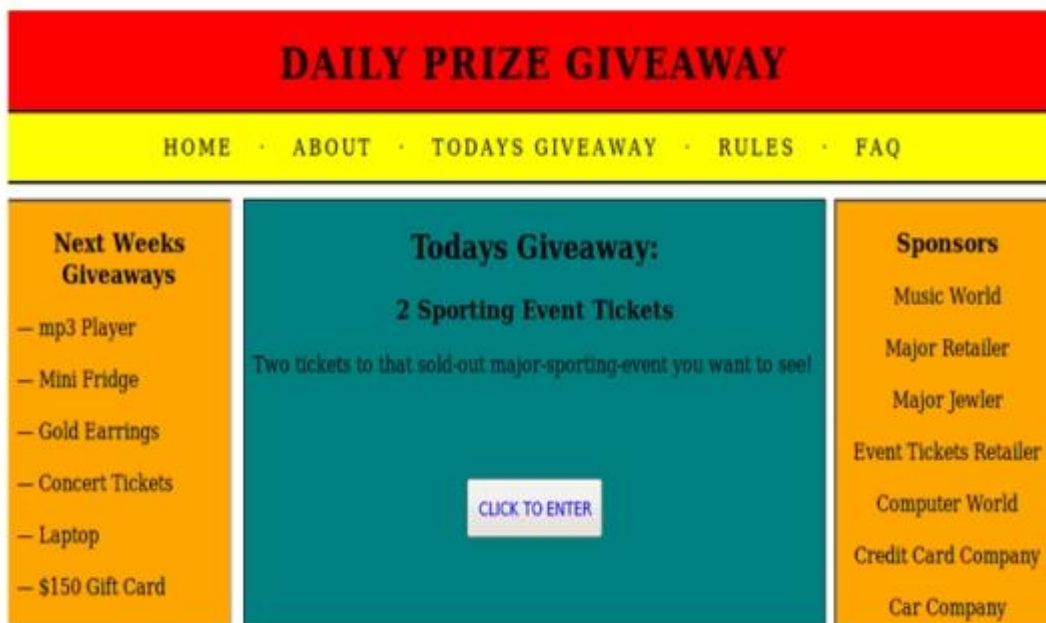 DAILY PRIZE GIVEAWAY
HOME · ABOUT · TODAYS GIVEAWAY · RULES · FAQ
Next Weeks
Giveaways
— mp3 Player
— Mini Fridge
— Gold Earrings
— Concert Tickets
— Laptop
— $150 Gift Card
Todays Giveaway:
2 Sporting Event Tickets
Two tickets to that sold-out major-sporting-event you want to see!
CLICK TO ENTER
Sponsors
Music World
Major Retailer
Major Jewler
Event Tickets Retailer
Computer World
Credit Card Company
Car Company